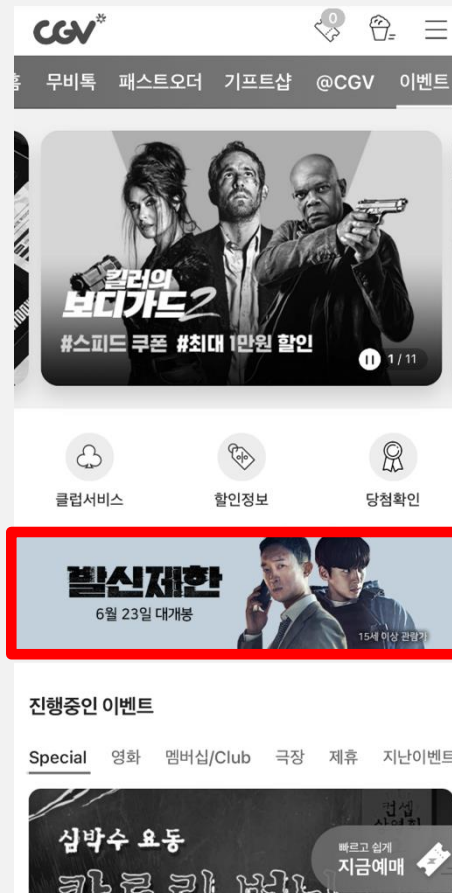 CGV
0
홈 무비톡 패스트오더 기프트샵 @CGV 이벤트
킬러의
보디가드2
#스피드 쿠폰 #최대 1만원 할인
1 / 11
클럽서비스 할인정보 당첨확인
발신제한
6월 23일 대개봉
15세 이상 관람가
진행중인 이벤트
Special 영화 멤버십/Club 극장 제휴 지난이벤트
심박수 요동
빠르고 쉽게
지금예매